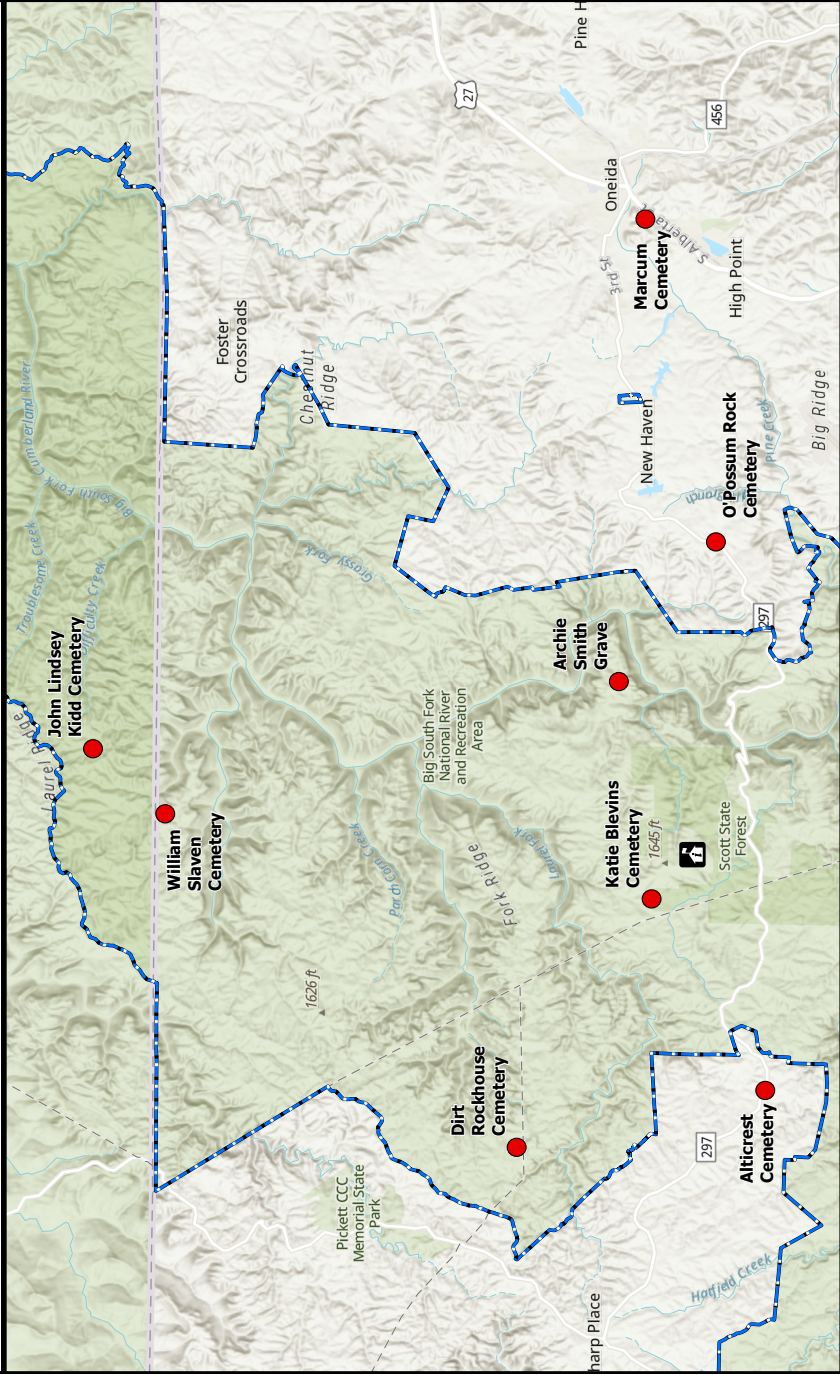 Laurel Ridge
Troublesome Creek
Big South Fork Cumberland River
John Lindsey
Kidd Cemetery
Difficulty Creek
Big South Fork
William
Slaven
Cemetery
Foster
Crossroads
Chestnut
Ridge
1626 ft
Parch Corn Creek
Grassy Fork
Pickett CCC
Memorial State
Park
Big South Fork
National River
and Recreation
Area
27
Fork Ridge
Dirt
Rockhouse
Cemetery
Laurel Fork
Archie
Smith
Grave
Pine H
Oneida
3rd St
Katie Blevins
Cemetery
1645 ft
New Haven
Marcum
Cemetery
S Alberta
harp Place
297
Scott State
Forest
O'Possum Rock
Cemetery
High Point
456
Hatfield Creek
Alticrest
Cemetery
297
Pine Creek
Big Ridge